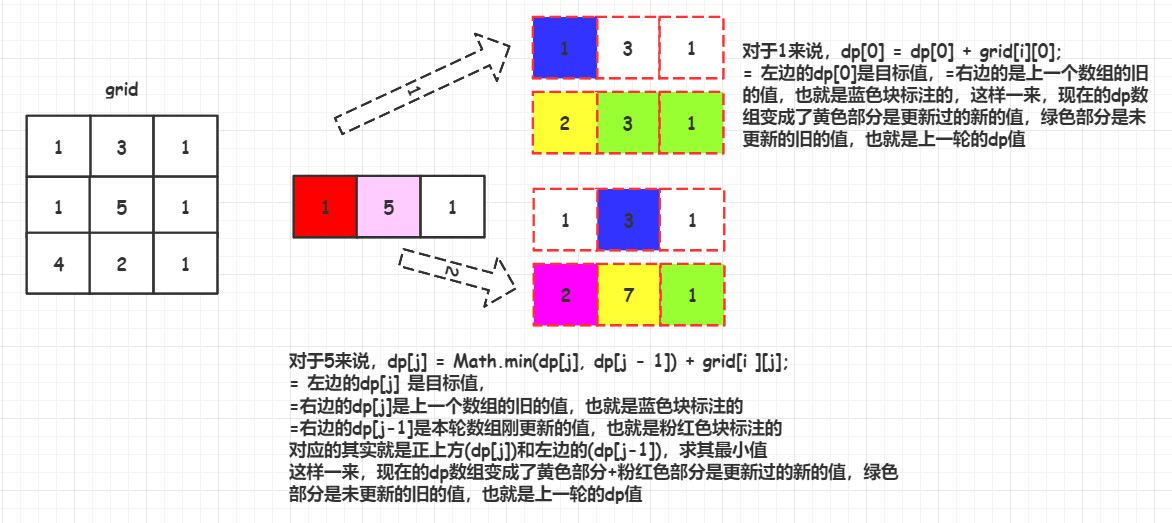 grid
1 3 1
1 5 1
4 2 1
1 5 1
1
1 3 1
2 3 1
对于1来说，dp[0] = dp[0] + grid[i][0];
= 左边的dp[0]是目标值，=右边的是上一个数组的旧
的值，也就是蓝色块标注的，这样一来，现在的dp数
组变成了黄色部分是更新过的新的值，绿色部分是未
更新的旧的值，也就是上一轮的dp值
2
1 3 1
2 7 1
对于5来说，dp[j] = Math.min(dp[j], dp[j - 1]) + grid[i ][j];
= 左边的dp[j] 是目标值，
=右边的dp[j]是上一个数组的旧的值，也就是蓝色块标注的
=右边的dp[j-1]是本轮数组刚更新的值，也就是粉红色块标注的
对应的其实就是正上方(dp[j])和左边的(dp[j-1])，求其最小值
这样一来，现在的dp数组变成了黄色部分+粉红色部分是更新过的新的值，绿色
部分是未更新的旧的值，也就是上一轮的dp值